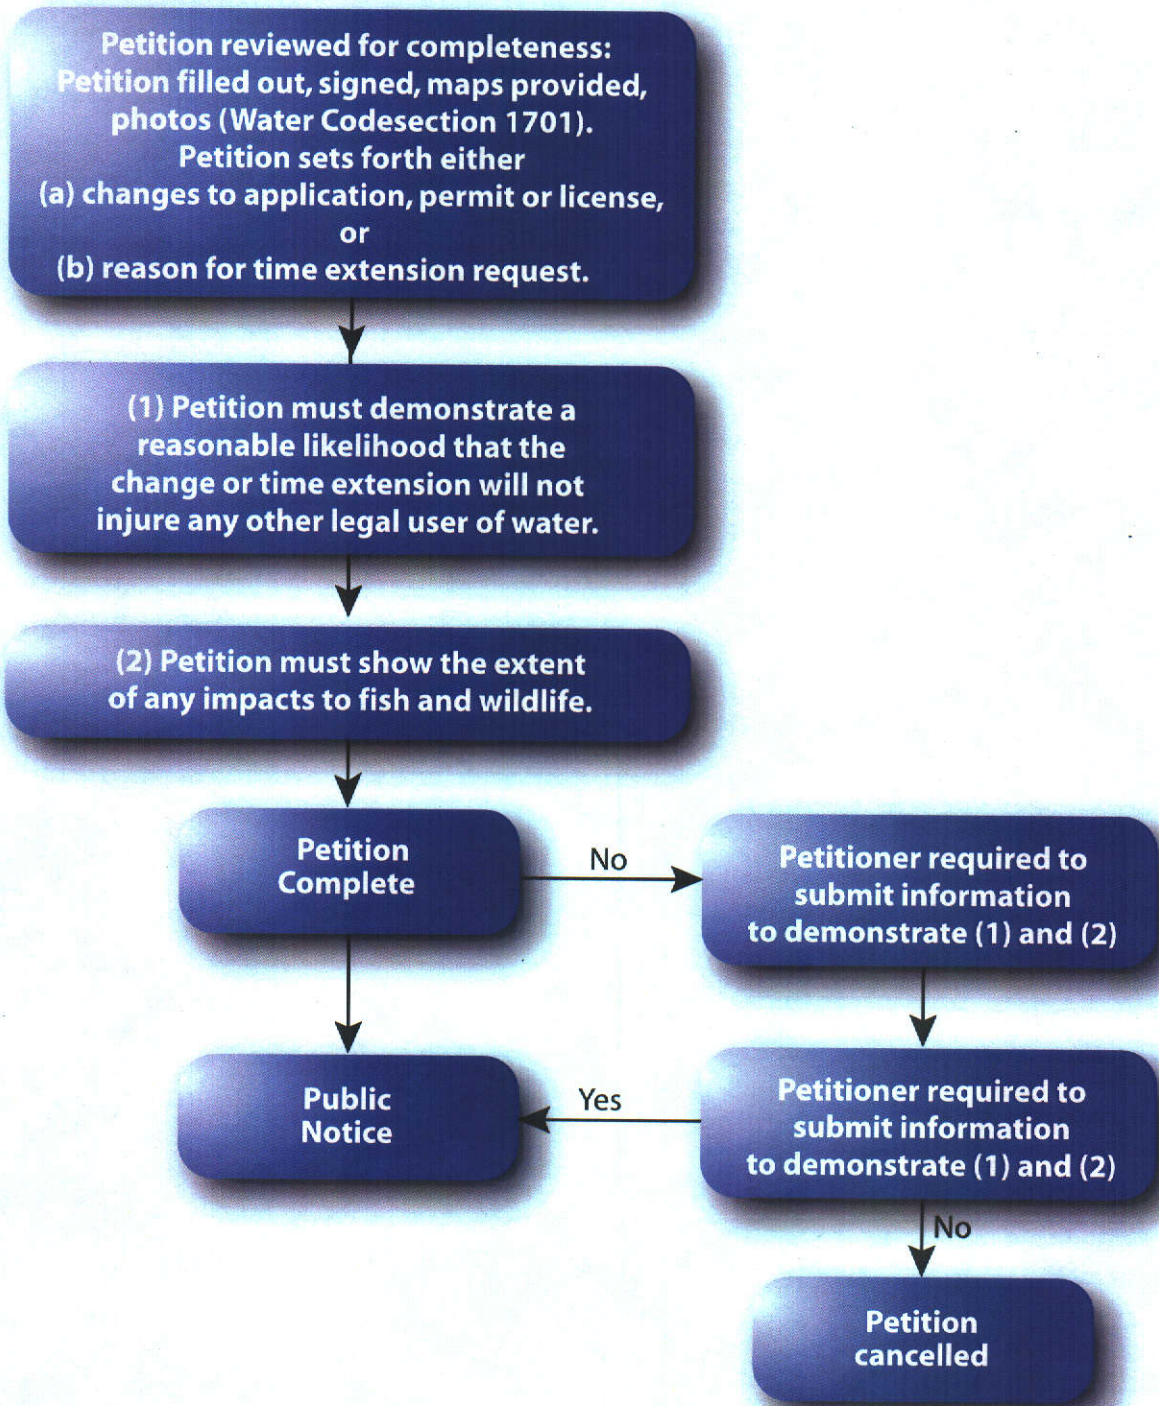 Petition reviewed for completeness:
Petition filled out, signed, maps provided,
photos (Water Codesection 1701).
Petition sets forth either
(a) changes to application, permit or license,
or
(b) reason for time extension request.
(1) Petition must demonstrate a
reasonable likelihood that the
change or time extension will not
injure any other legal user of water.
(2) Petition must show the extent
of any impacts to fish and wildlife.
Petition
Complete
No
Petitioner required to
submit information
to demonstrate (1) and (2)
Public
Notice
Yes
Petitioner required to
submit information
to demonstrate (1) and (2)
No
Petition
cancelled